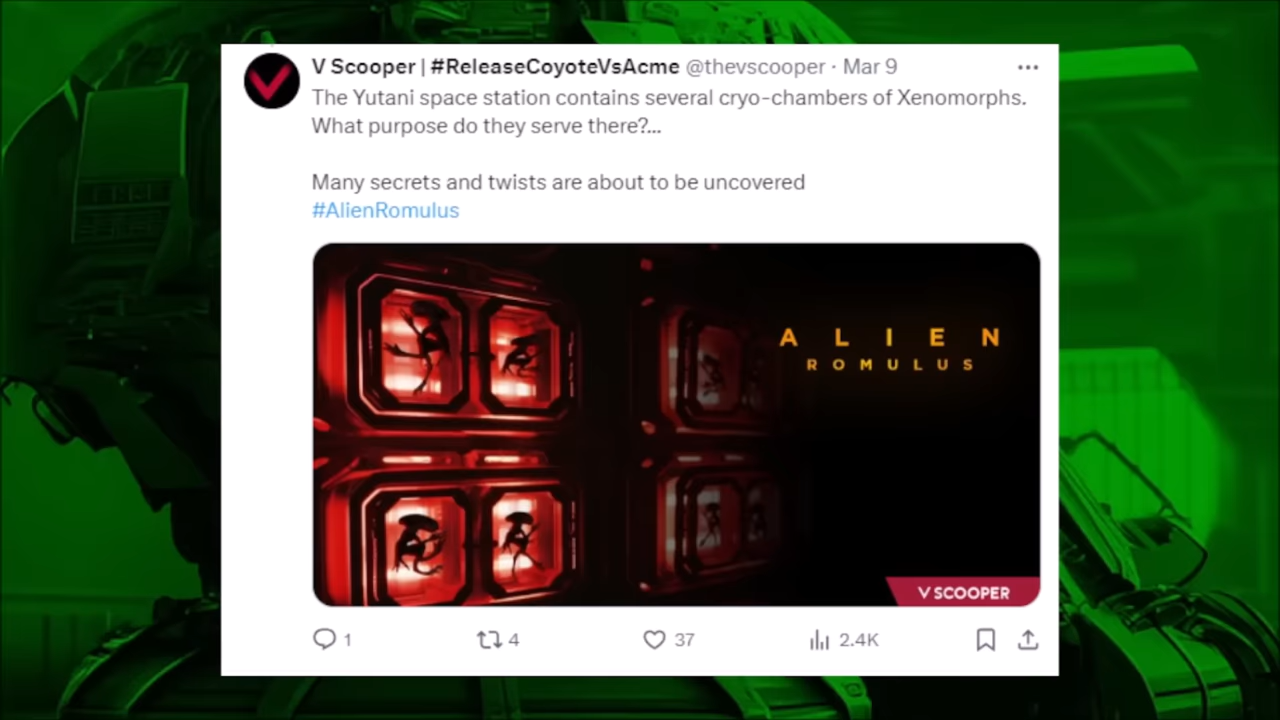 V Scooper | #ReleaseCoyoteVsAcme @thevscooper · Mar 9
The Yutani space station contains several cryo-chambers of Xenomorphs.
What purpose do they serve there?...
Many secrets and twists are about to be uncovered
#AlienRomulus
ALIEN
ROMULUS
V SCOOPER
1 4 37 2.4K